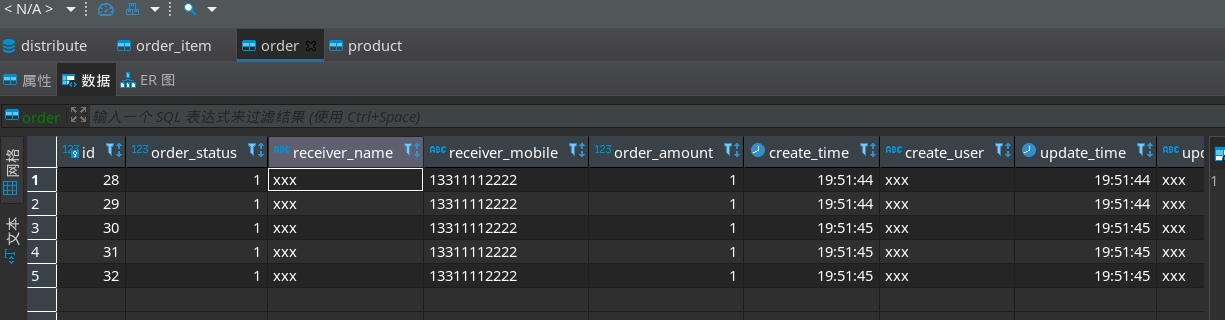 < N/A >
distribute order_item order product
属性 数据 ER 图
order 输入一个 SQL 表达式来过滤结果 (使用 Ctrl+Space)
网格
文本
123 id 123 order_status ABC receiver_name ABC receiver_mobile 123 order_amount create_time ABC create_user update_time ABC upd
1 28 1 xxx 13311112222 1 19:51:44 xxx 19:51:44 xxx 1
2 29 1 xxx 13311112222 1 19:51:44 xxx 19:51:44 xxx
3 30 1 xxx 13311112222 1 19:51:45 xxx 19:51:45 xxx
4 31 1 xxx 13311112222 1 19:51:45 xxx 19:51:45 xxx
5 32 1 xxx 13311112222 1 19:51:45 xxx 19:51:45 xxx